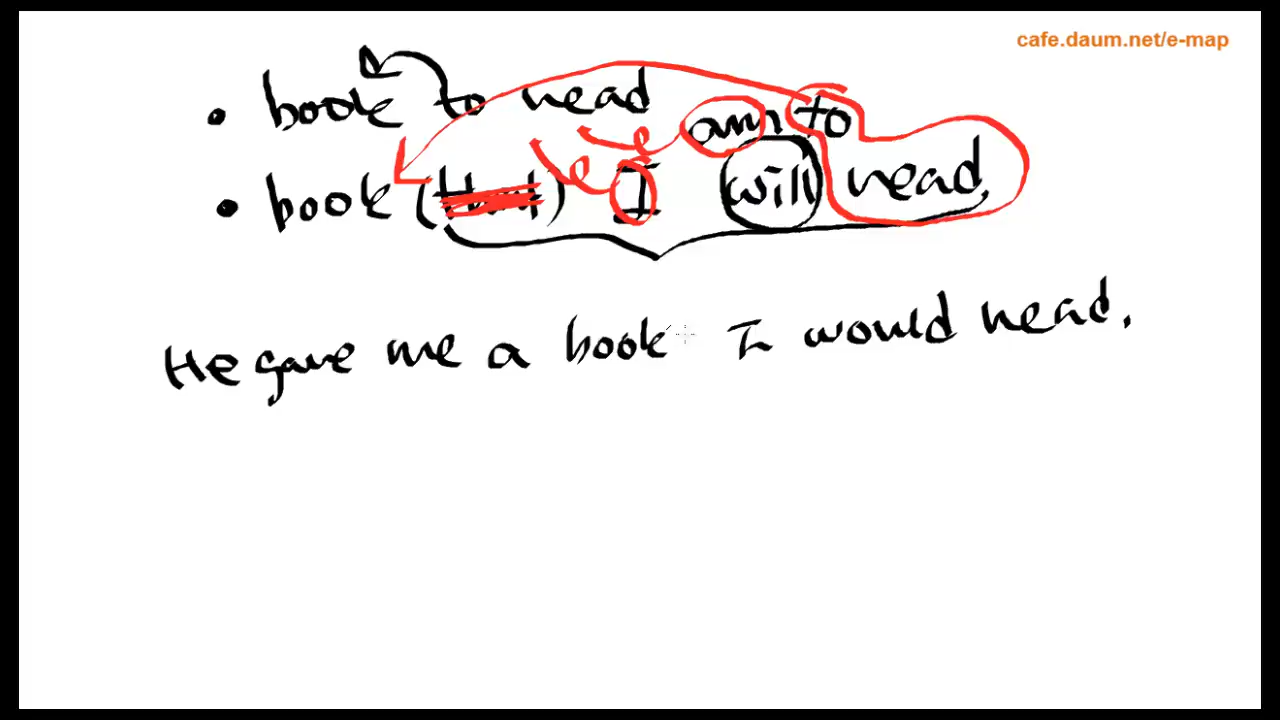 cafe.daum.net/e-map
• book to read
am to
• book (that) I will read.
He gave me a book I would read.